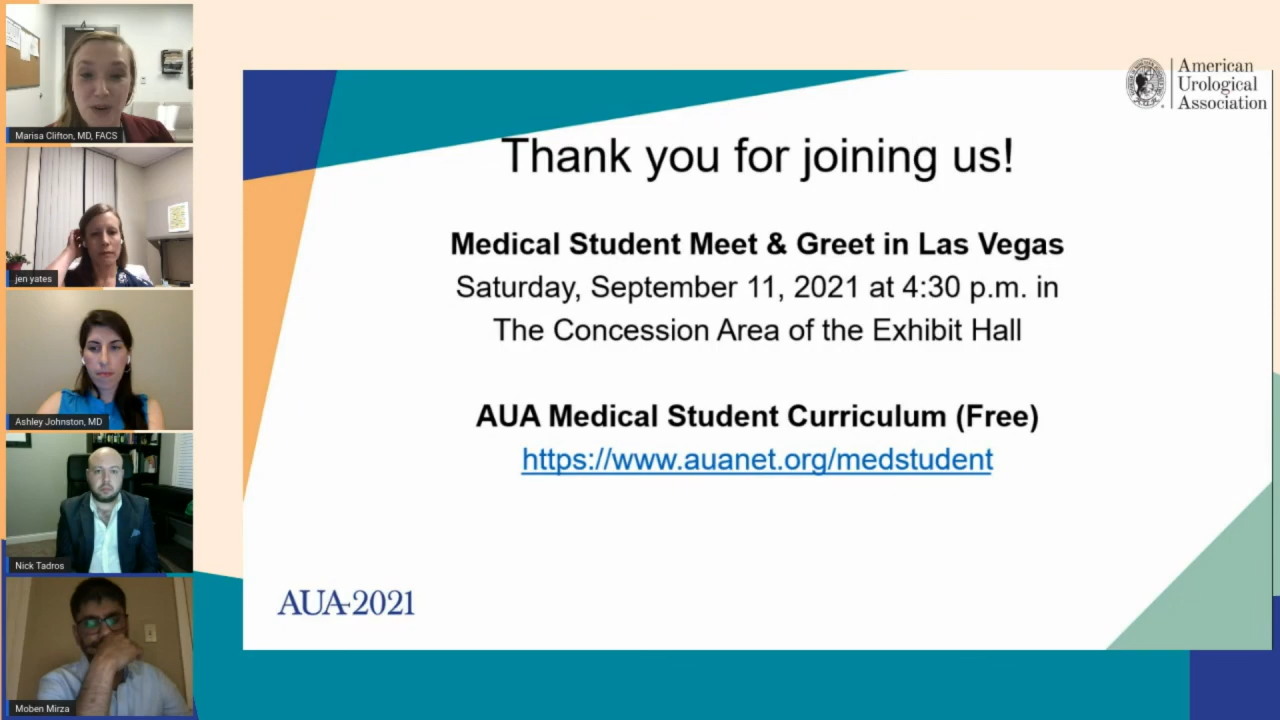 Marisa Clifton, MD, FACS
jen yates
Ashley Johnston, MD
Nick Tadros
Moben Mirza
American
Urological
Association
Thank you for joining us!
Medical Student Meet & Greet in Las Vegas
Saturday, September 11, 2021 at 4:30 p.m. in
The Concession Area of the Exhibit Hall
AUA Medical Student Curriculum (Free)
https://www.auanet.org/medstudent
AUA·2021